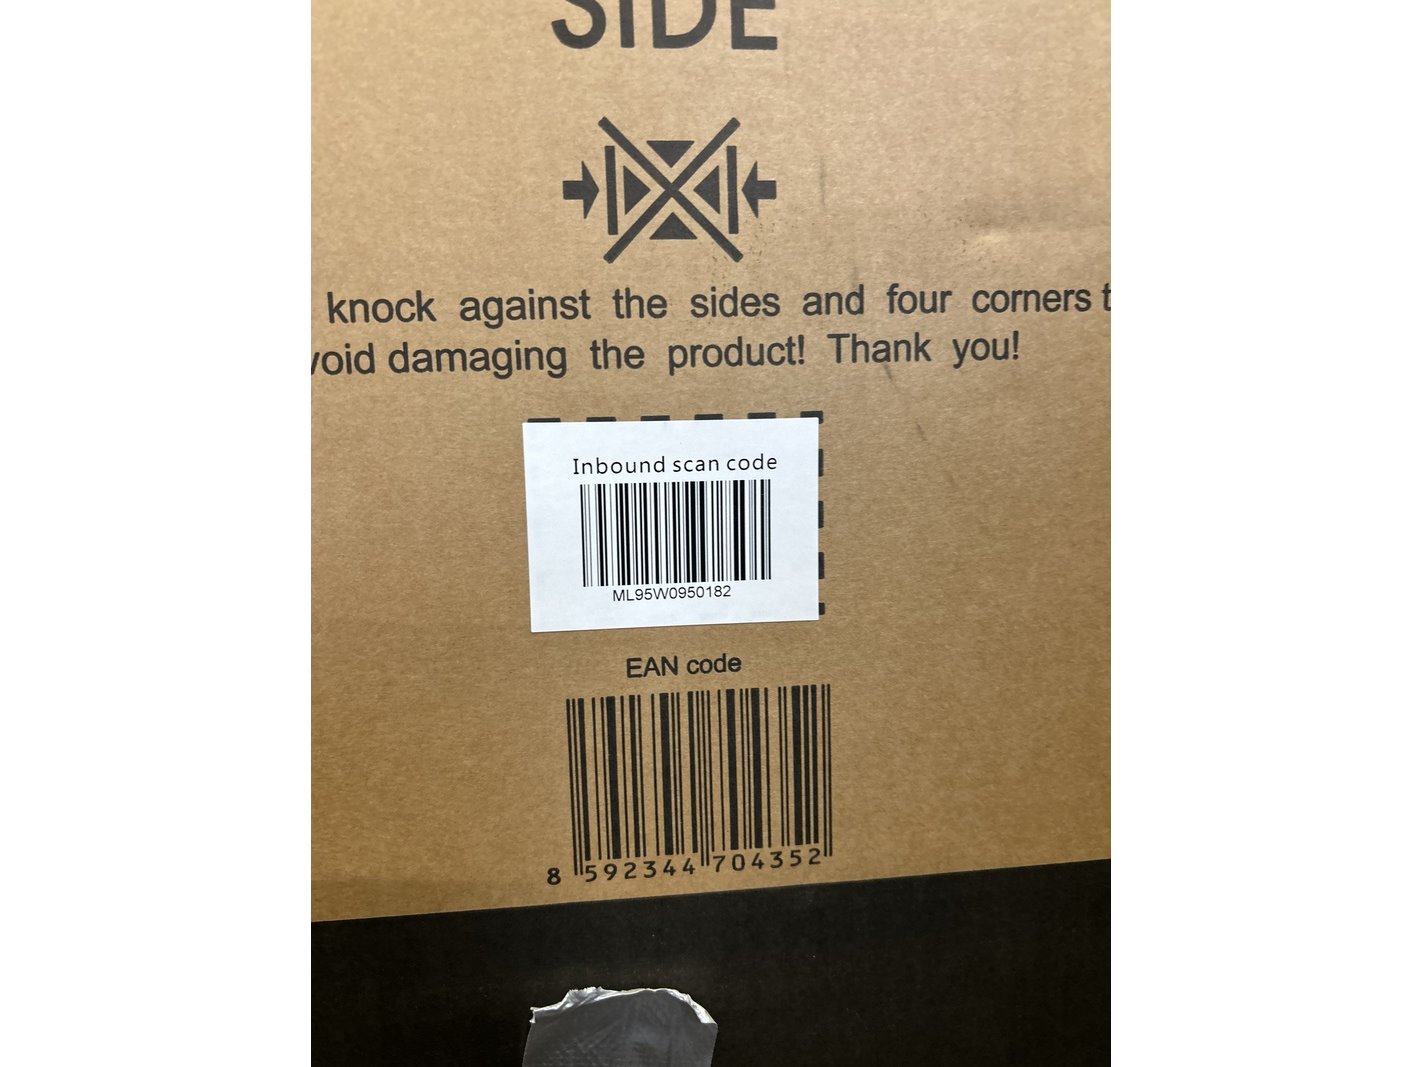 SIDE
knock against the sides and four corners
damaging the product! Thank you!
Inbound scan code
ML95W0950182
EAN code
8 592344 704352